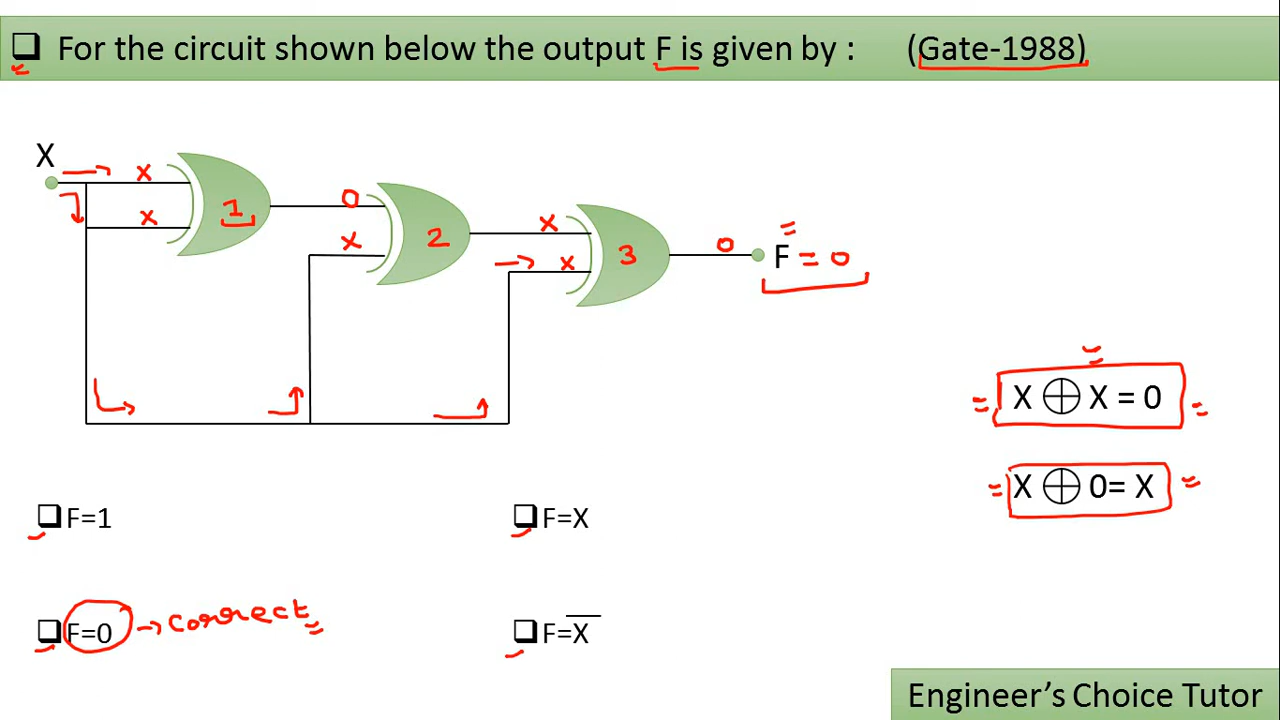 ❑ For the circuit shown below the output F is given by : (Gate-1988)
X
x
x
1
0
x
2
x
x
3
0
F = 0
X ⊕ X = 0
X ⊕ 0= X
❑ F=1
❑ F=X
❑ F=0 → correct
❑ F=X̅
Engineer's Choice Tutor